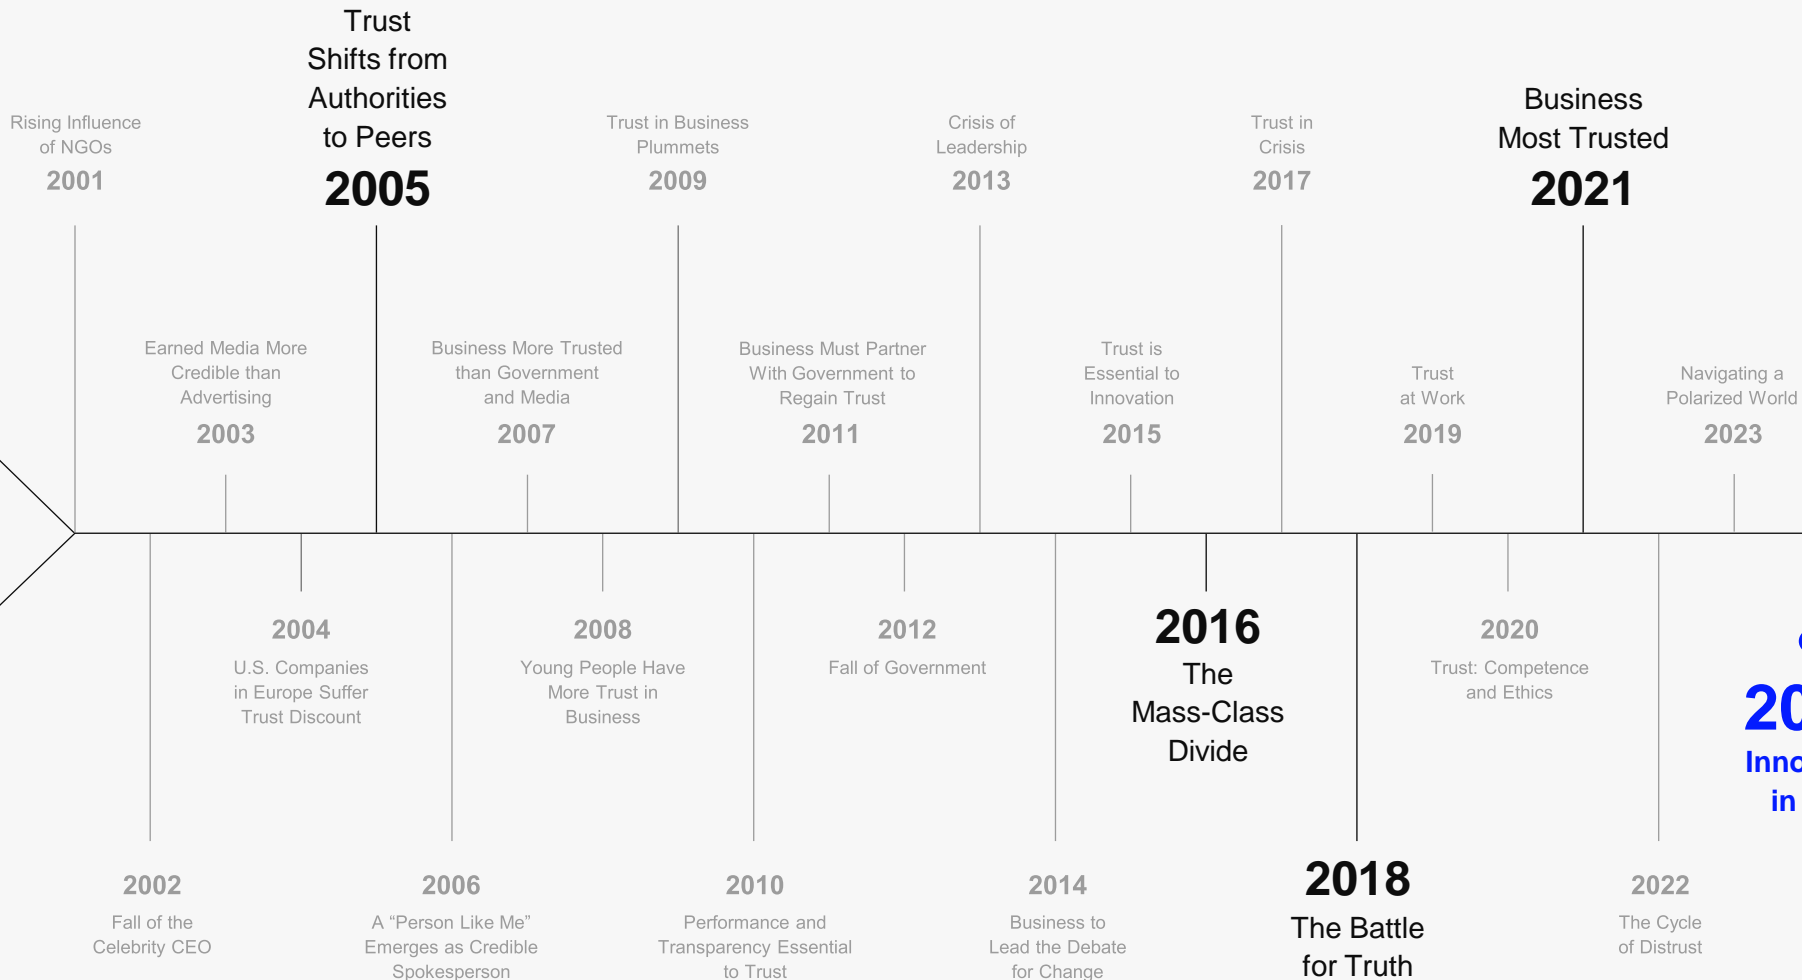 Rising Influence
of NGOs
2001
Trust
Shifts from
Authorities
to Peers
2005
Trust in Business
Plummets
2009
Crisis of
Leadership
2013
Trust in
Crisis
2017
Business
Most Trusted
2021
Earned Media More
Credible than
Advertising
2003
Business More Trusted
than Government
and Media
2007
Business Must Partner
With Government to
Regain Trust
2011
Trust is
Essential to
Innovation
2015
Trust
at Work
2019
Navigating a
Polarized World
2023
2004
U.S. Companies
in Europe Suffer
Trust Discount
2008
Young People Have
More Trust in
Business
2012
Fall of Government
2016
The
Mass-Class
Divide
2020
Trust: Competence
and Ethics
in
2002
Fall of the
Celebrity CEO
2006
A “Person Like Me”
Emerges as Credible
Spokesperson
2010
Performance and
Transparency Essential
to Trust
2014
Business to
Lead the Debate
for Change
2018
The Battle
for Truth
2022
The Cycle
of Distrust